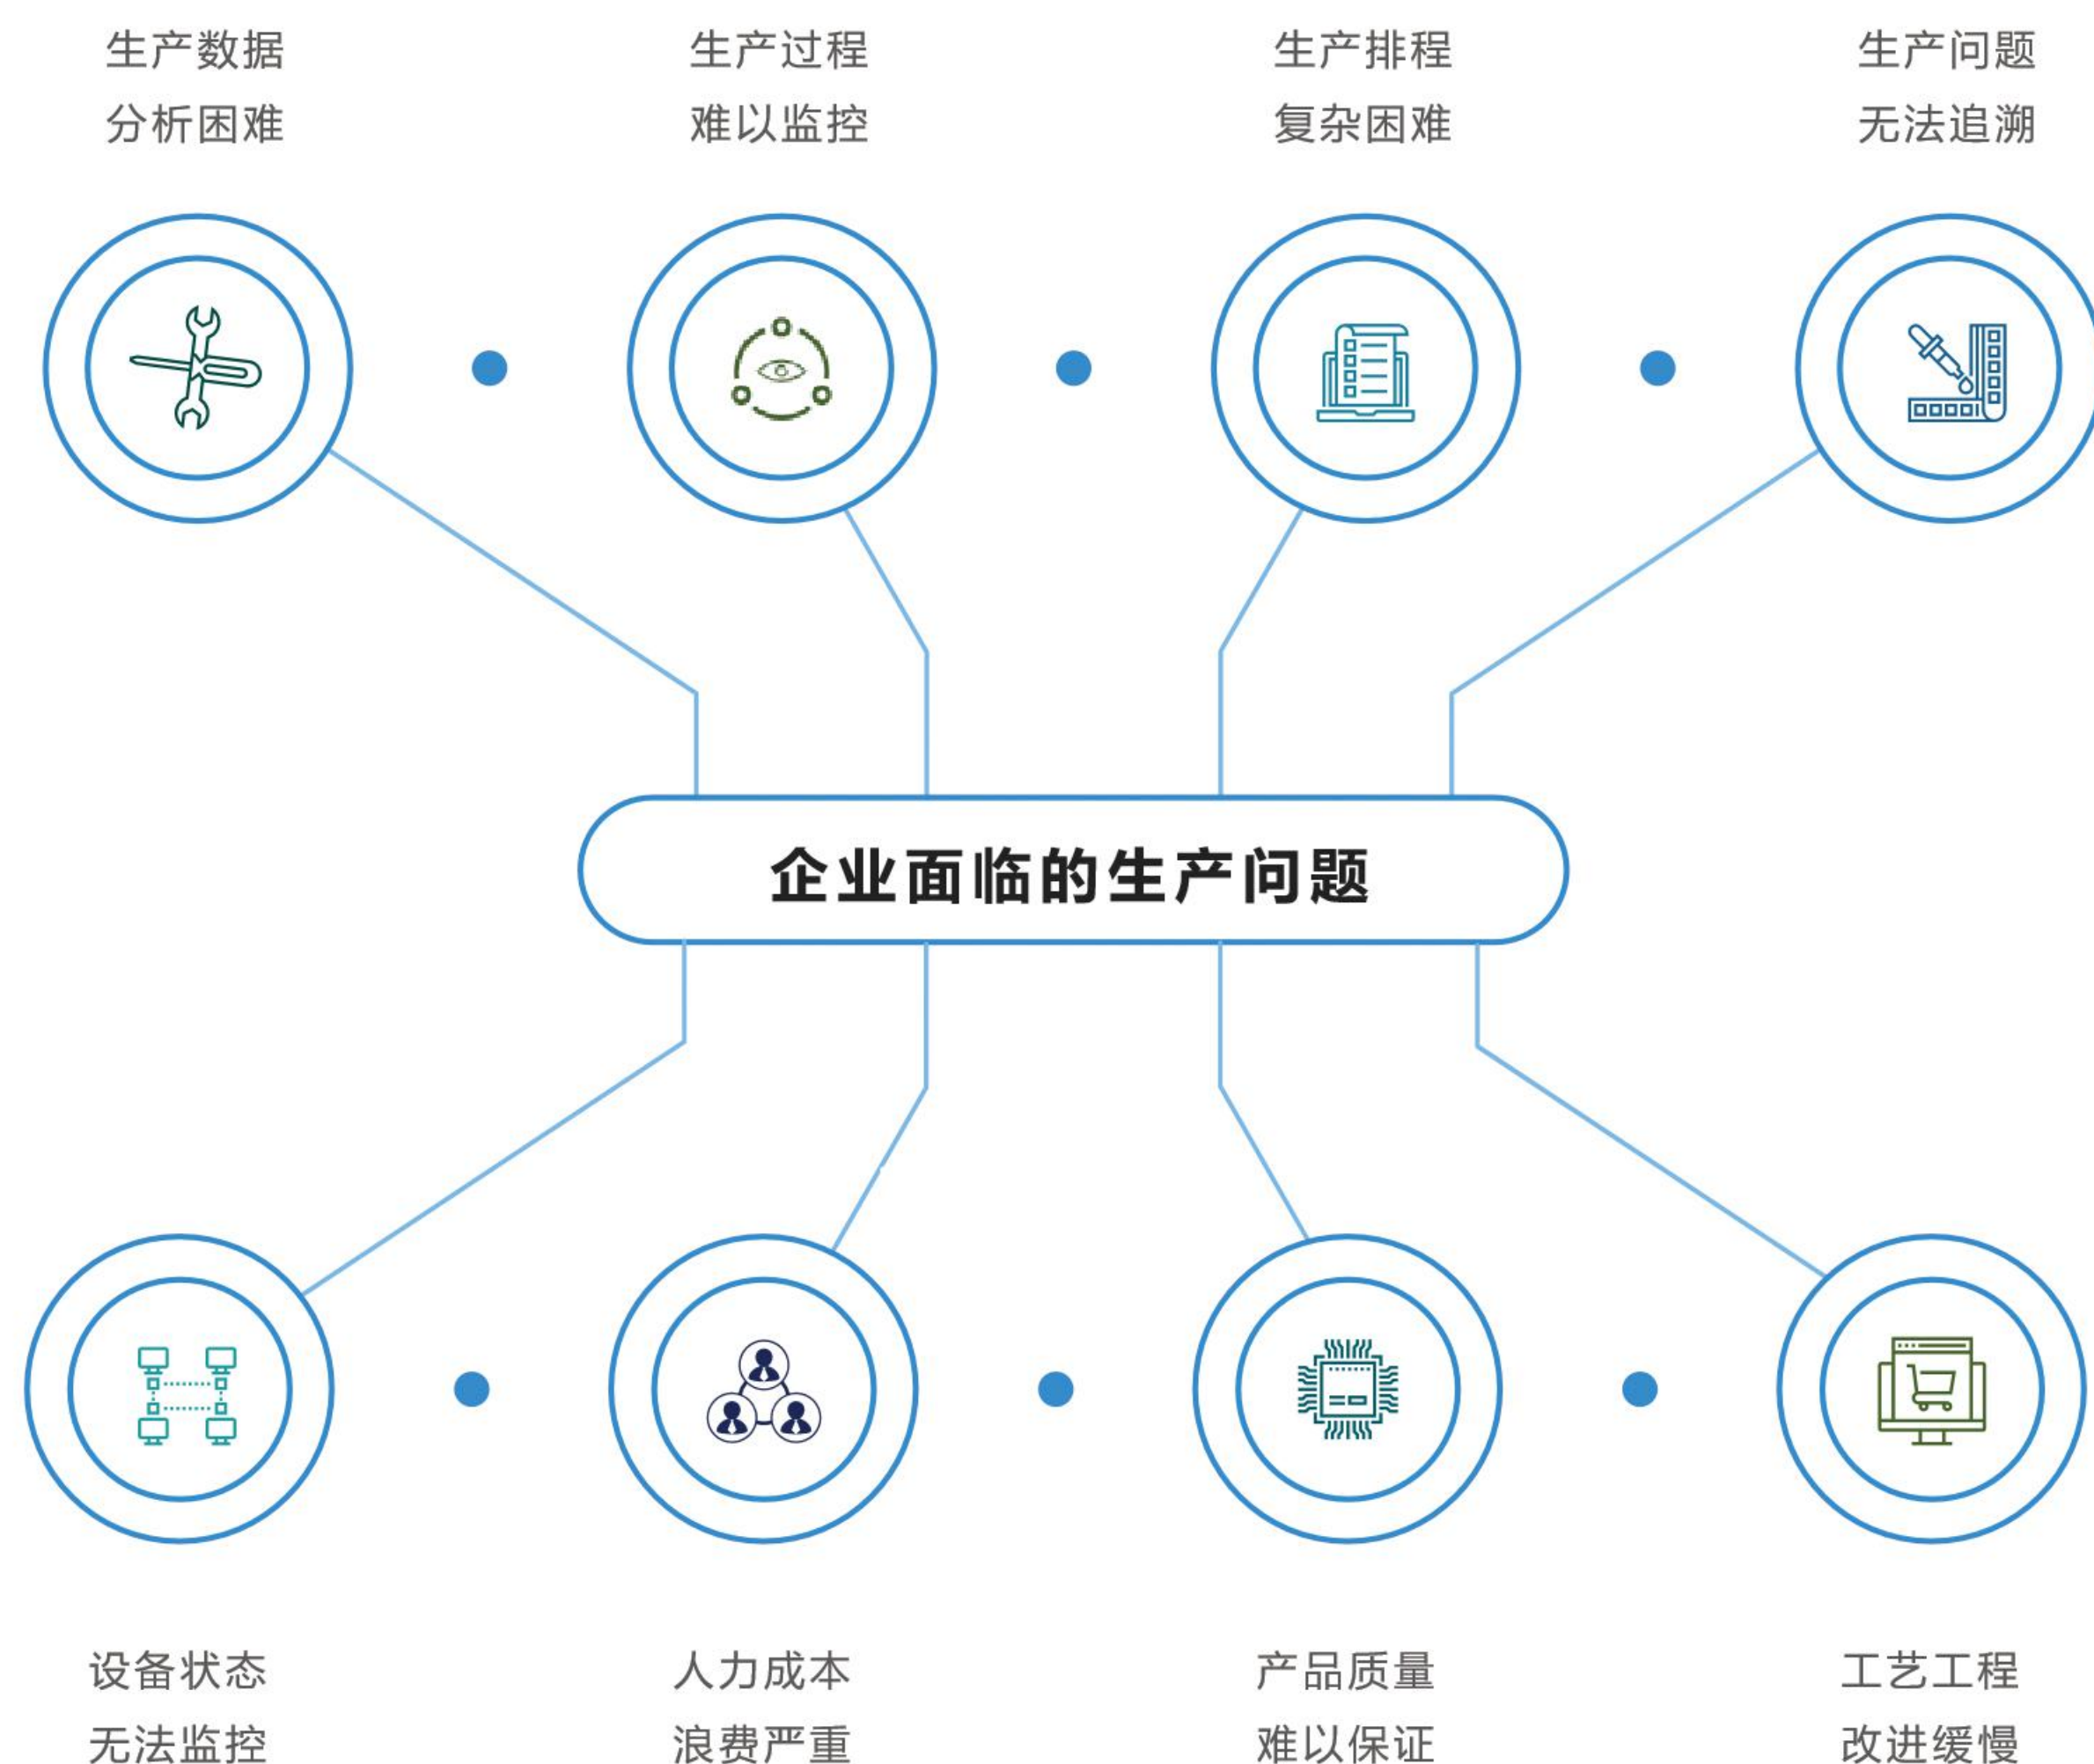 生产数据
分析困难
生产过程
难以监控
生产排程
复杂困难
生产问题
无法追溯
企业面临的生产问题
设备状态
无法监控
人力成本
浪费严重
产品质量
难以保证
工艺工程
改进缓慢